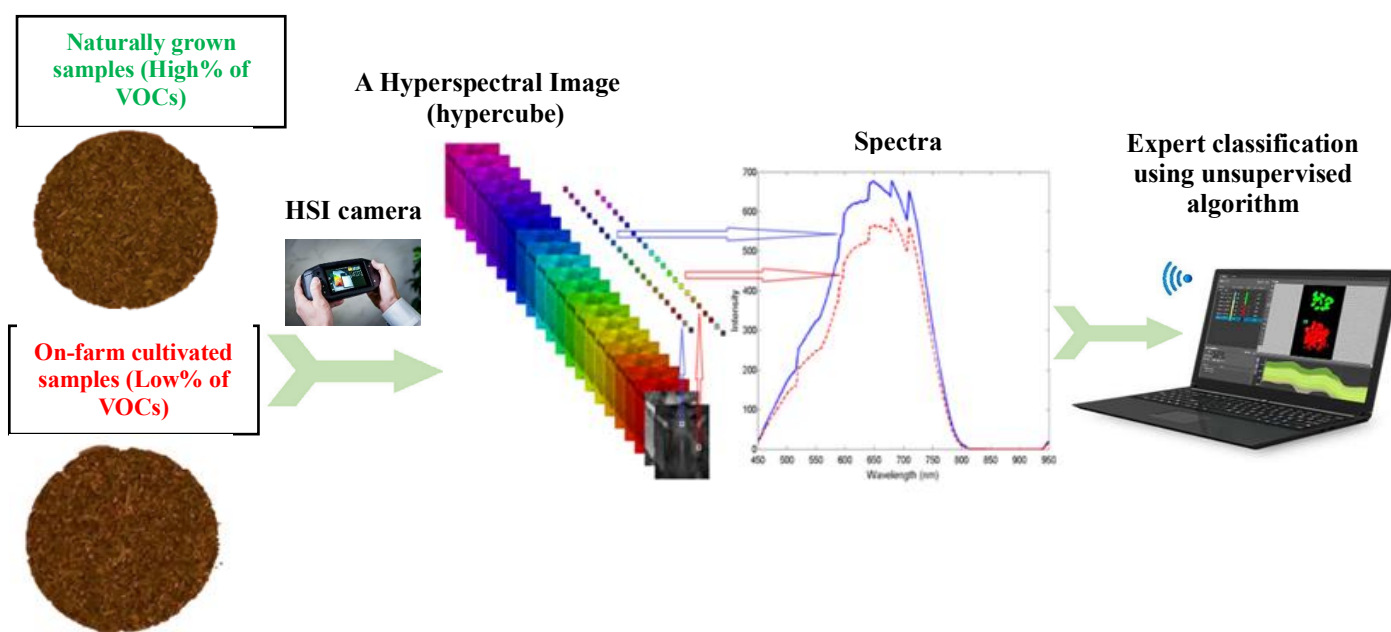 Naturally grown
samples (High% of
VOCs)
On-farm cultivated
samples (Low% of
VOCs)
HSI camera
A Hyperspectral Image
(hypercube)
Spectra
700
600
500
400
300
200
100
0
Intensity
450 500 550 600 650 700 750 800 850 900 950
Wavelength (nm)
Expert classification
using unsupervised
algorithm